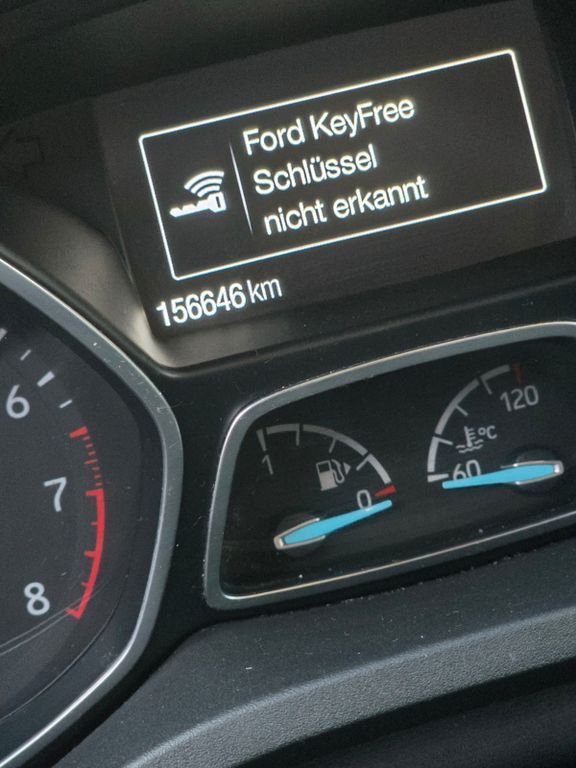 Ford KeyFree
Schlüssel
nicht erkannt
156646 km
6
7
8
1
0
60
°C
120